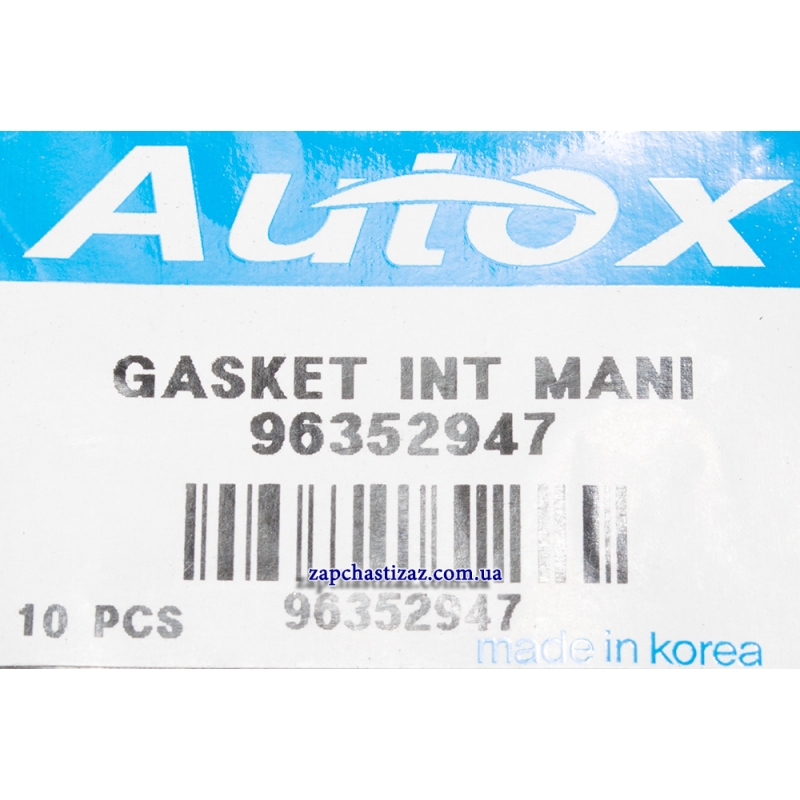 Autox
GASKET INT MANI
96352947
zapchastizaz.com.ua
10 PCS
96352947
made in korea